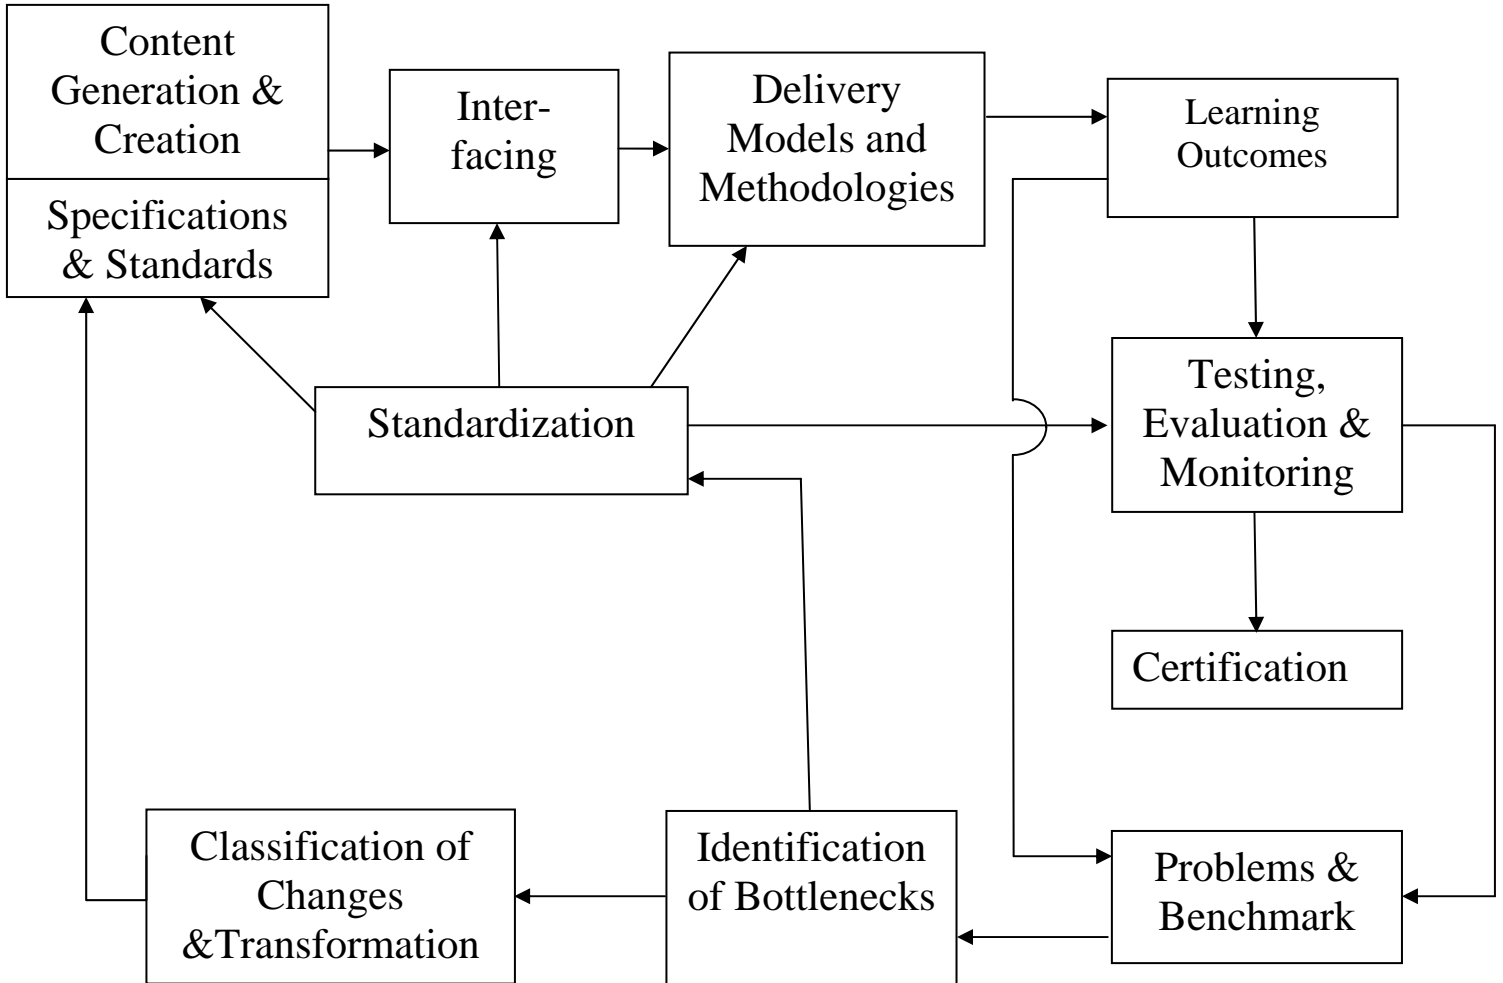 Content
Generation &
Creation
Specifications
& Standards
Inter-
facing
Delivery
Models and
Methodologies
Learning
Outcomes
Standardization
Testing,
Evaluation &
Monitoring
Certification
Classification of
Changes
&Transformation
Identification
of Bottlenecks
Problems &
Benchmark